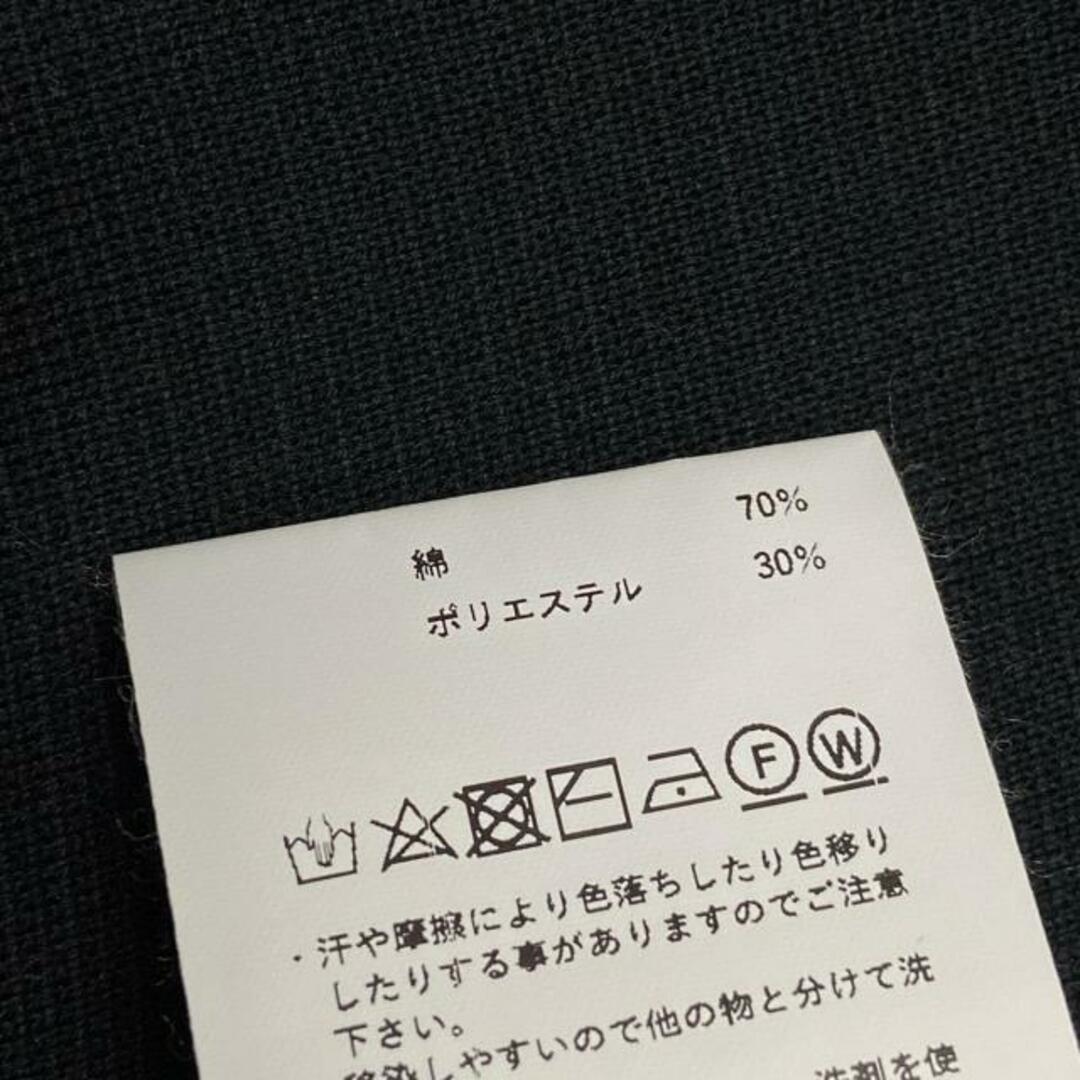 綿 70%
ポリエステル 30%
F W
・汗や摩擦により色落ちしたり色移り
したりする事がありますのでご注意
下さい。
移染しやすいので他の物と分けて洗
洗剤を使